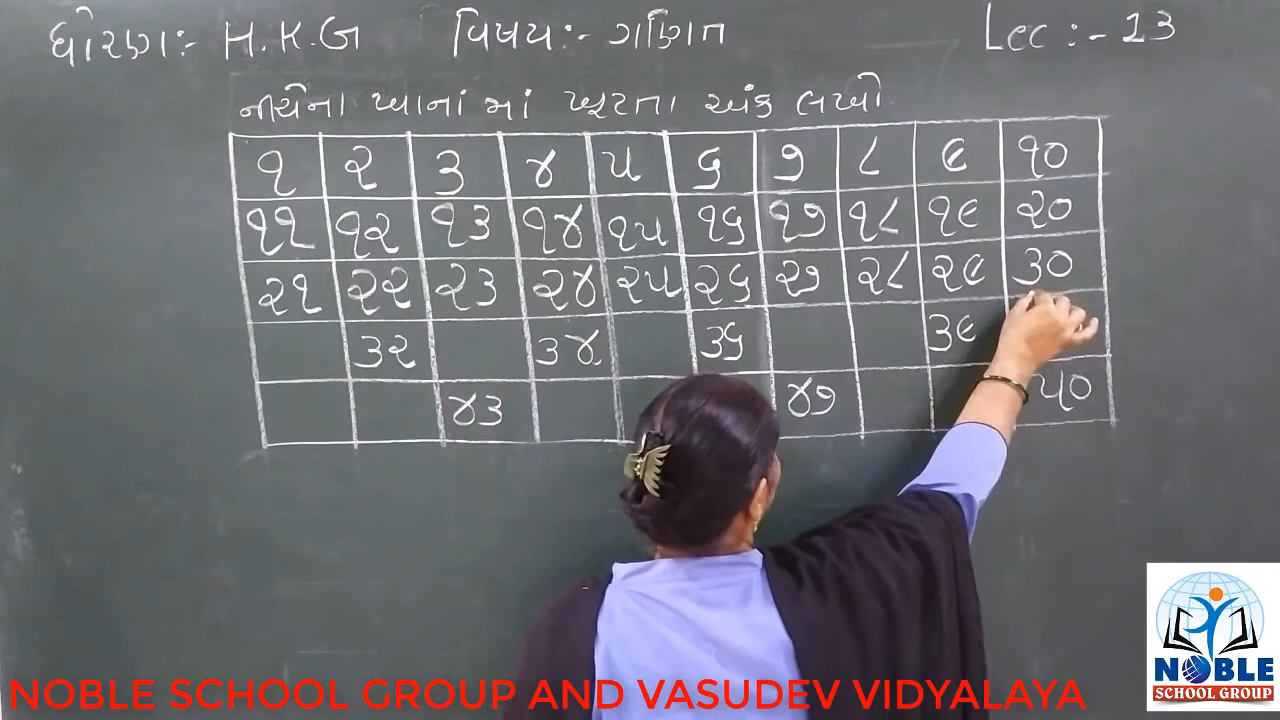 ધોરણ:- H.K.G વિષય:- ગણિત Lec :- 13
નીચેના ખાનાં માં ખૂટતા અંક લખો
૧ ૨ ૩ ૪ ૫ ૬ ૭ ૮ ૯ ૧૦
૧૧ ૧૨ ૧૩ ૧૪ ૧૫ ૧૬ ૧૭ ૧૮ ૧૯ ૨૦
૨૧ ૨૨ ૨૩ ૨૪ ૨૫ ૨૬ ૨૭ ૨૮ ૨૯ ૩૦
૩૨ ૩૪ ૩૬ ૩૯
૪૩ ૪૭ ૫૦
NOBLE SCHOOL GROUP AND VASUDEV VIDYALAYA
NOBLE
SCHOOL GROUP